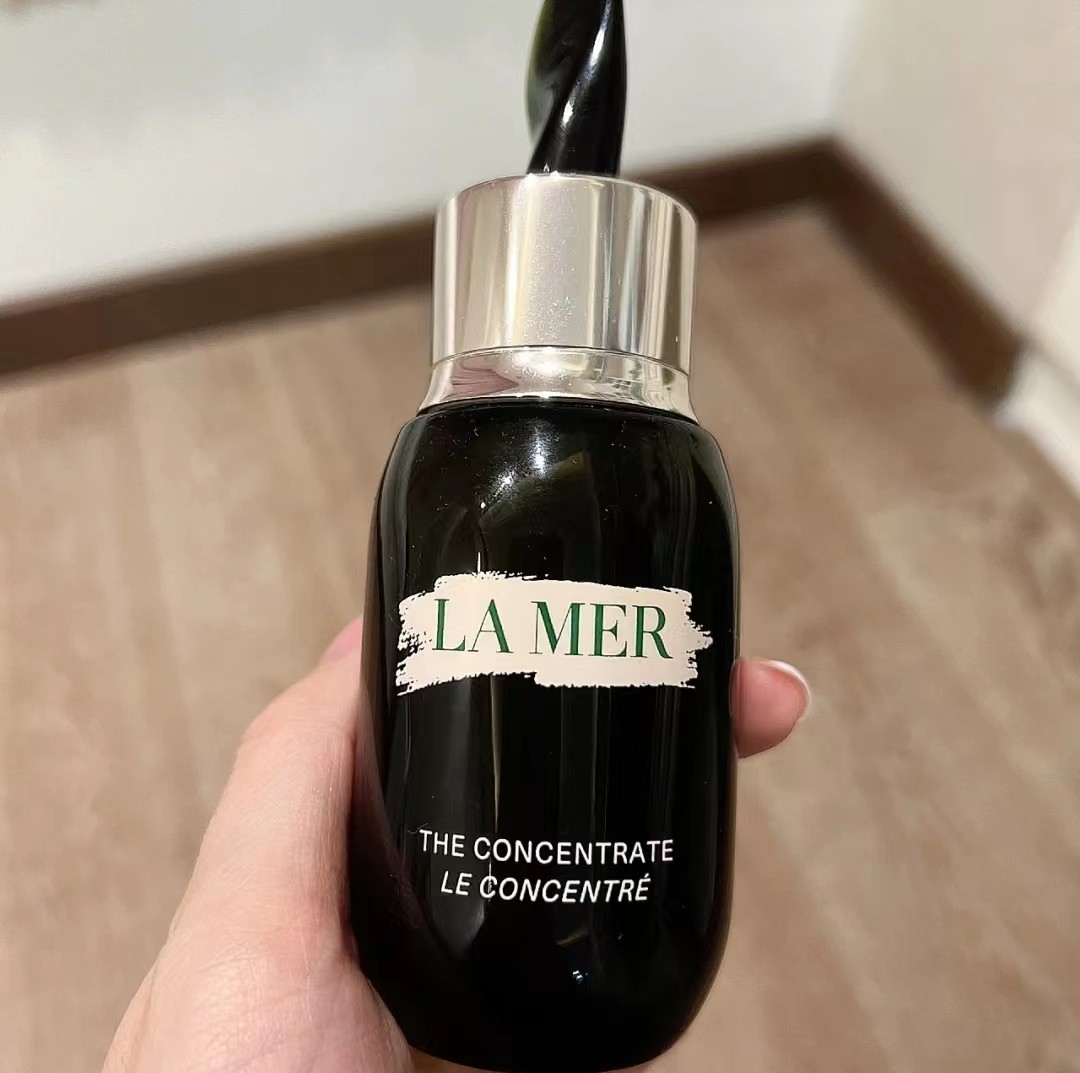 LA MER
THE CONCENTRATE
LE CONCENTRÉ